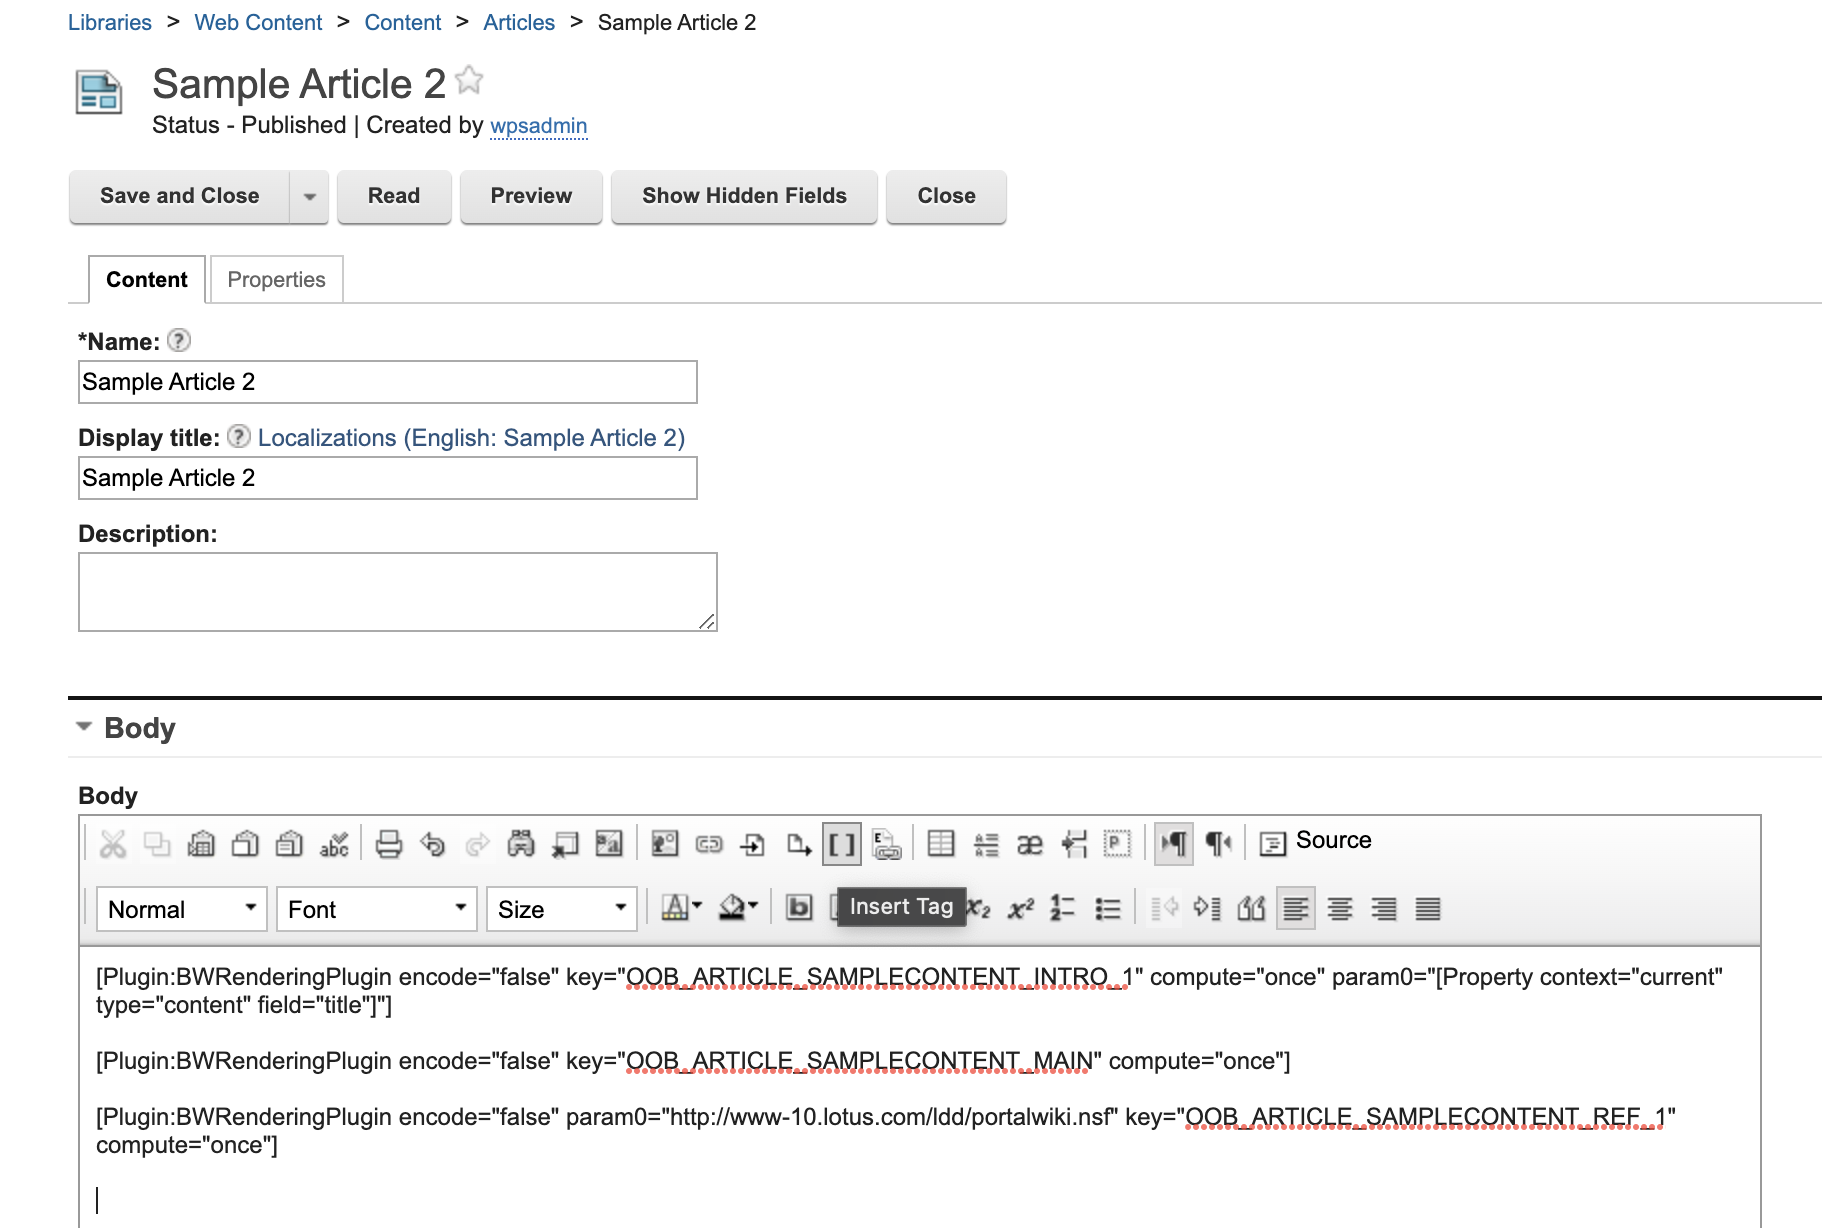 Libraries > Web Content > Content > Articles > Sample Article 2
Sample Article 2
Status - Published | Created by wpsadmin
Save and Close Read Preview Show Hidden Fields Close
Content Properties
*Name: ?
Sample Article 2
Display title: ? Localizations (English: Sample Article 2)
Sample Article 2
Description:
Body
Body
abc [ ] E æ P ¶ ¶ Source
Normal Font Size A b Insert Tag x2 x²
[Plugin:BWRenderingPlugin encode="false" key="OOB_ARTICLE_SAMPLECONTENT_INTRO_1" compute="once" param0="[Property context="current"
type="content" field="title"]"]
[Plugin:BWRenderingPlugin encode="false" key="OOB_ARTICLE_SAMPLECONTENT_MAIN" compute="once"]
[Plugin:BWRenderingPlugin encode="false" param0="http://www-10.lotus.com/ldd/portalwiki.nsf" key="OOB_ARTICLE_SAMPLECONTENT_REF_1"
compute="once"]